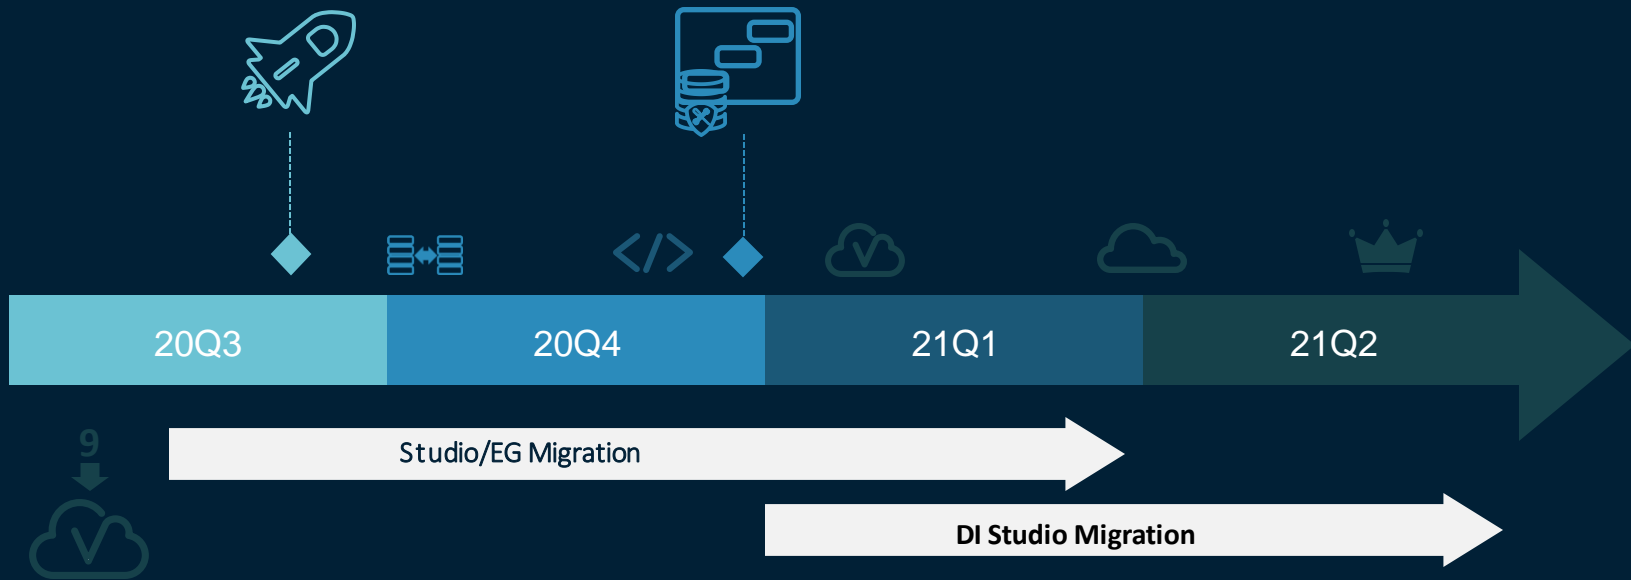 </>
20Q3
20Q4
21Q1
21Q2
9
V
V
Studio/EG Migration
DI Studio Migration